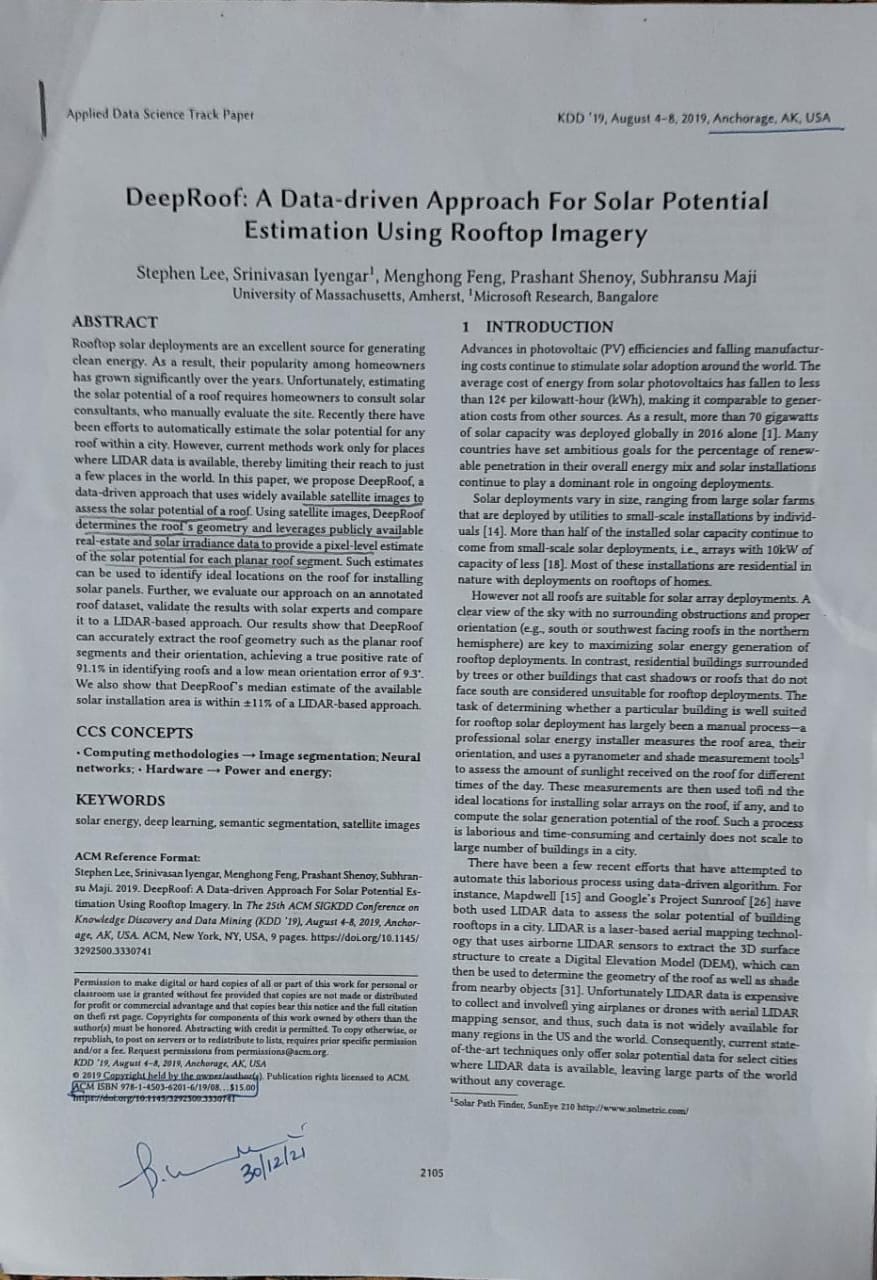 Applied Data Science Track Paper
KDD '19, August 4–8, 2019, Anchorage, AK, USA
DeepRoof: A Data-driven Approach For Solar Potential
Estimation Using Rooftop Imagery
Stephen Lee, Srinivasan Iyengar¹, Menghong Feng, Prashant Shenoy, Subhransu Maji
University of Massachusetts, Amherst, ¹Microsoft Research, Bangalore
ABSTRACT
Rooftop solar deployments are an excellent source for generating
clean energy. As a result, their popularity among homeowners
has grown significantly over the years. Unfortunately, estimating
the solar potential of a roof requires homeowners to consult solar
consultants, who manually evaluate the site. Recently there have
been efforts to automatically estimate the solar potential for any
roof within a city. However, current methods work only for places
where LIDAR data is available, thereby limiting their reach to just
a few places in the world. In this paper, we propose DeepRoof, a
data-driven approach that uses widely available satellite images to
assess the solar potential of a roof. Using satellite images, DeepRoof
determines the roof's geometry and leverages publicly available
real-estate and solar irradiance data to provide a pixel-level estimate
of the solar potential for each planar roof segment. Such estimates
can be used to identify ideal locations on the roof for installing
solar panels. Further, we evaluate our approach on an annotated
roof dataset, validate the results with solar experts and compare
it to a LIDAR-based approach. Our results show that DeepRoof
can accurately extract the roof geometry such as the planar roof
segments and their orientation, achieving a true positive rate of
91.1% in identifying roofs and a low mean orientation error of 9.3°.
We also show that DeepRoof's median estimate of the available
solar installation area is within ±11% of a LIDAR-based approach.
CCS CONCEPTS
• Computing methodologies → Image segmentation; Neural
networks; • Hardware → Power and energy;
KEYWORDS
solar energy, deep learning, semantic segmentation, satellite images
ACM Reference Format:
Stephen Lee, Srinivasan Iyengar, Menghong Feng, Prashant Shenoy, Subhran-
su Maji. 2019. DeepRoof: A Data-driven Approach For Solar Potential Es-
timation Using Rooftop Imagery. In The 25th ACM SIGKDD Conference on
Knowledge Discovery and Data Mining (KDD '19), August 4–8, 2019, Anchor-
age, AK, USA. ACM, New York, NY, USA, 9 pages. https://doi.org/10.1145/
3292500.3330741
Permission to make digital or hard copies of all or part of this work for personal or
classroom use is granted without fee provided that copies are not made or distributed
for profit or commercial advantage and that copies bear this notice and the full citation
on thefi rst page. Copyrights for components of this work owned by others than the
author(s) must be honored. Abstracting with credit is permitted. To copy otherwise, or
republish, to post on servers or to redistribute to lists, requires prior specific permission
and/or a fee. Request permissions from permissions@acm.org.
KDD '19, August 4–8, 2019, Anchorage, AK, USA
© 2019 Copyright held by the owner/author(s). Publication rights licensed to ACM.
ACM ISBN 978-1-4503-6201-6/19/08...$15.00
https://doi.org/10.1145/3292500.3330741
30/12/21
1 INTRODUCTION
Advances in photovoltaic (PV) efficiencies and falling manufactur-
ing costs continue to stimulate solar adoption around the world. The
average cost of energy from solar photovoltaics has fallen to less
than 12¢ per kilowatt-hour (kWh), making it comparable to gener-
ation costs from other sources. As a result, more than 70 gigawatts
of solar capacity was deployed globally in 2016 alone [1]. Many
countries have set ambitious goals for the percentage of renew-
able penetration in their overall energy mix and solar installations
continue to play a dominant role in ongoing deployments.
Solar deployments vary in size, ranging from large solar farms
that are deployed by utilities to small-scale installations by individ-
uals [14]. More than half of the installed solar capacity continue to
come from small-scale solar deployments, i.e., arrays with 10kW of
capacity of less [18]. Most of these installations are residential in
nature with deployments on rooftops of homes.
However not all roofs are suitable for solar array deployments. A
clear view of the sky with no surrounding obstructions and proper
orientation (e.g., south or southwest facing roofs in the northern
hemisphere) are key to maximizing solar energy generation of
rooftop deployments. In contrast, residential buildings surrounded
by trees or other buildings that cast shadows or roofs that do not
face south are considered unsuitable for rooftop deployments. The
task of determining whether a particular building is well suited
for rooftop solar deployment has largely been a manual process—a
professional solar energy installer measures the roof area, their
orientation, and uses a pyranometer and shade measurement tools¹
to assess the amount of sunlight received on the roof for different
times of the day. These measurements are then used tofi nd the
ideal locations for installing solar arrays on the roof, if any, and to
compute the solar generation potential of the roof. Such a process
is laborious and time-consuming and certainly does not scale to
large number of buildings in a city.
There have been a few recent efforts that have attempted to
automate this laborious process using data-driven algorithm. For
instance, Mapdwell [15] and Google's Project Sunroof [26] have
both used LIDAR data to assess the solar potential of building
rooftops in a city. LIDAR is a laser-based aerial mapping technol-
ogy that uses airborne LIDAR sensors to extract the 3D surface
structure to create a Digital Elevation Model (DEM), which can
then be used to determine the geometry of the roof as well as shade
from nearby objects [31]. Unfortunately LIDAR data is expensive
to collect and involvefl ying airplanes or drones with aerial LIDAR
mapping sensor, and thus, such data is not widely available for
many regions in the US and the world. Consequently, current state-
of-the-art techniques only offer solar potential data for select cities
where LIDAR data is available, leaving large parts of the world
without any coverage.
¹Solar Path Finder, SunEye 210 http://www.solmetric.com/
2105